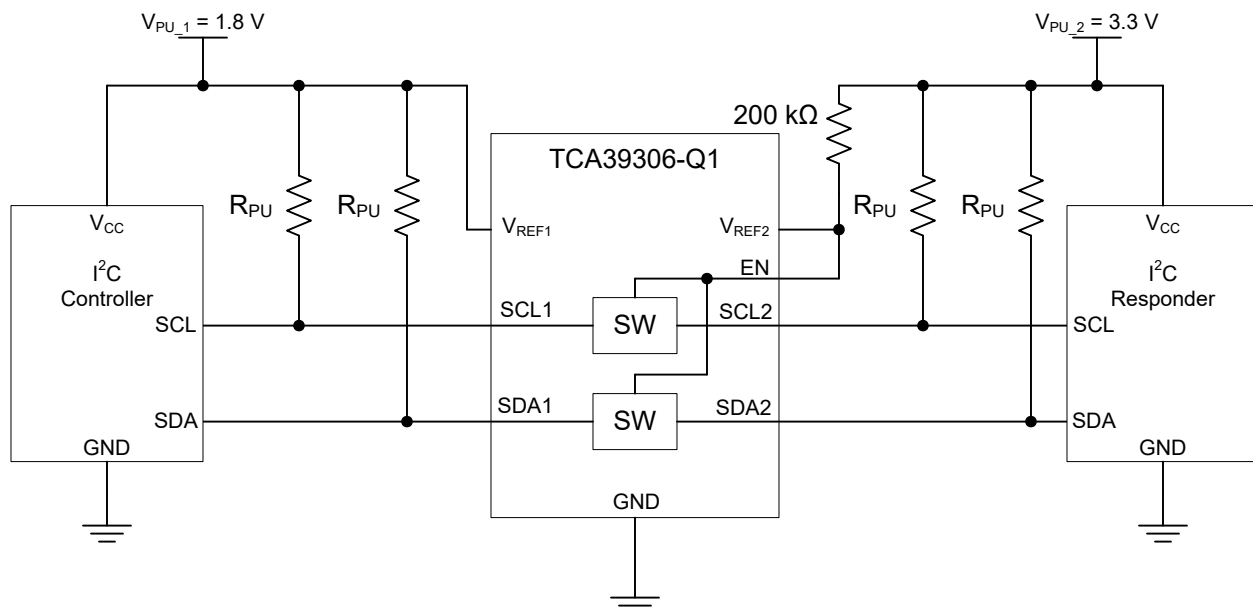 V_PU_1 = 1.8 V
V_PU_2 = 3.3 V
200 kΩ
TCA39306-Q1
R_PU
R_PU
R_PU
R_PU
V_CC
V_REF1
V_REF2
V_CC
I²C
Controller
EN
I²C
Responder
SCL
SCL1
SW
SCL2
SCL
SDA
SDA1
SW
SDA2
SDA
GND
GND
GND